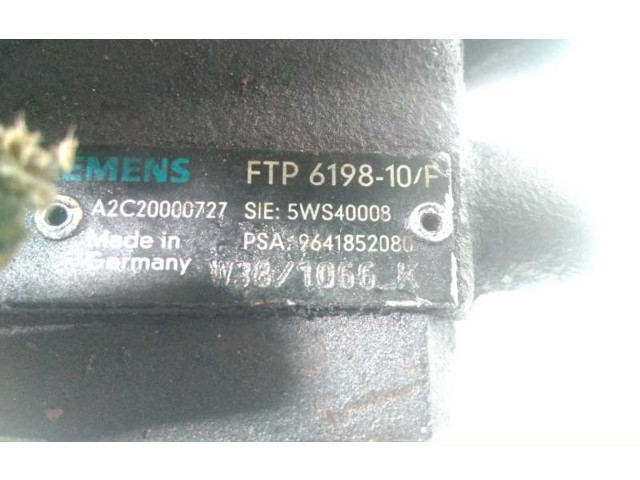 SIEMENS FTP 6198-10/F
A2C20000727 SIE: 5WS40008
Made in PSA: 9641852080
Germany W38/1066_K